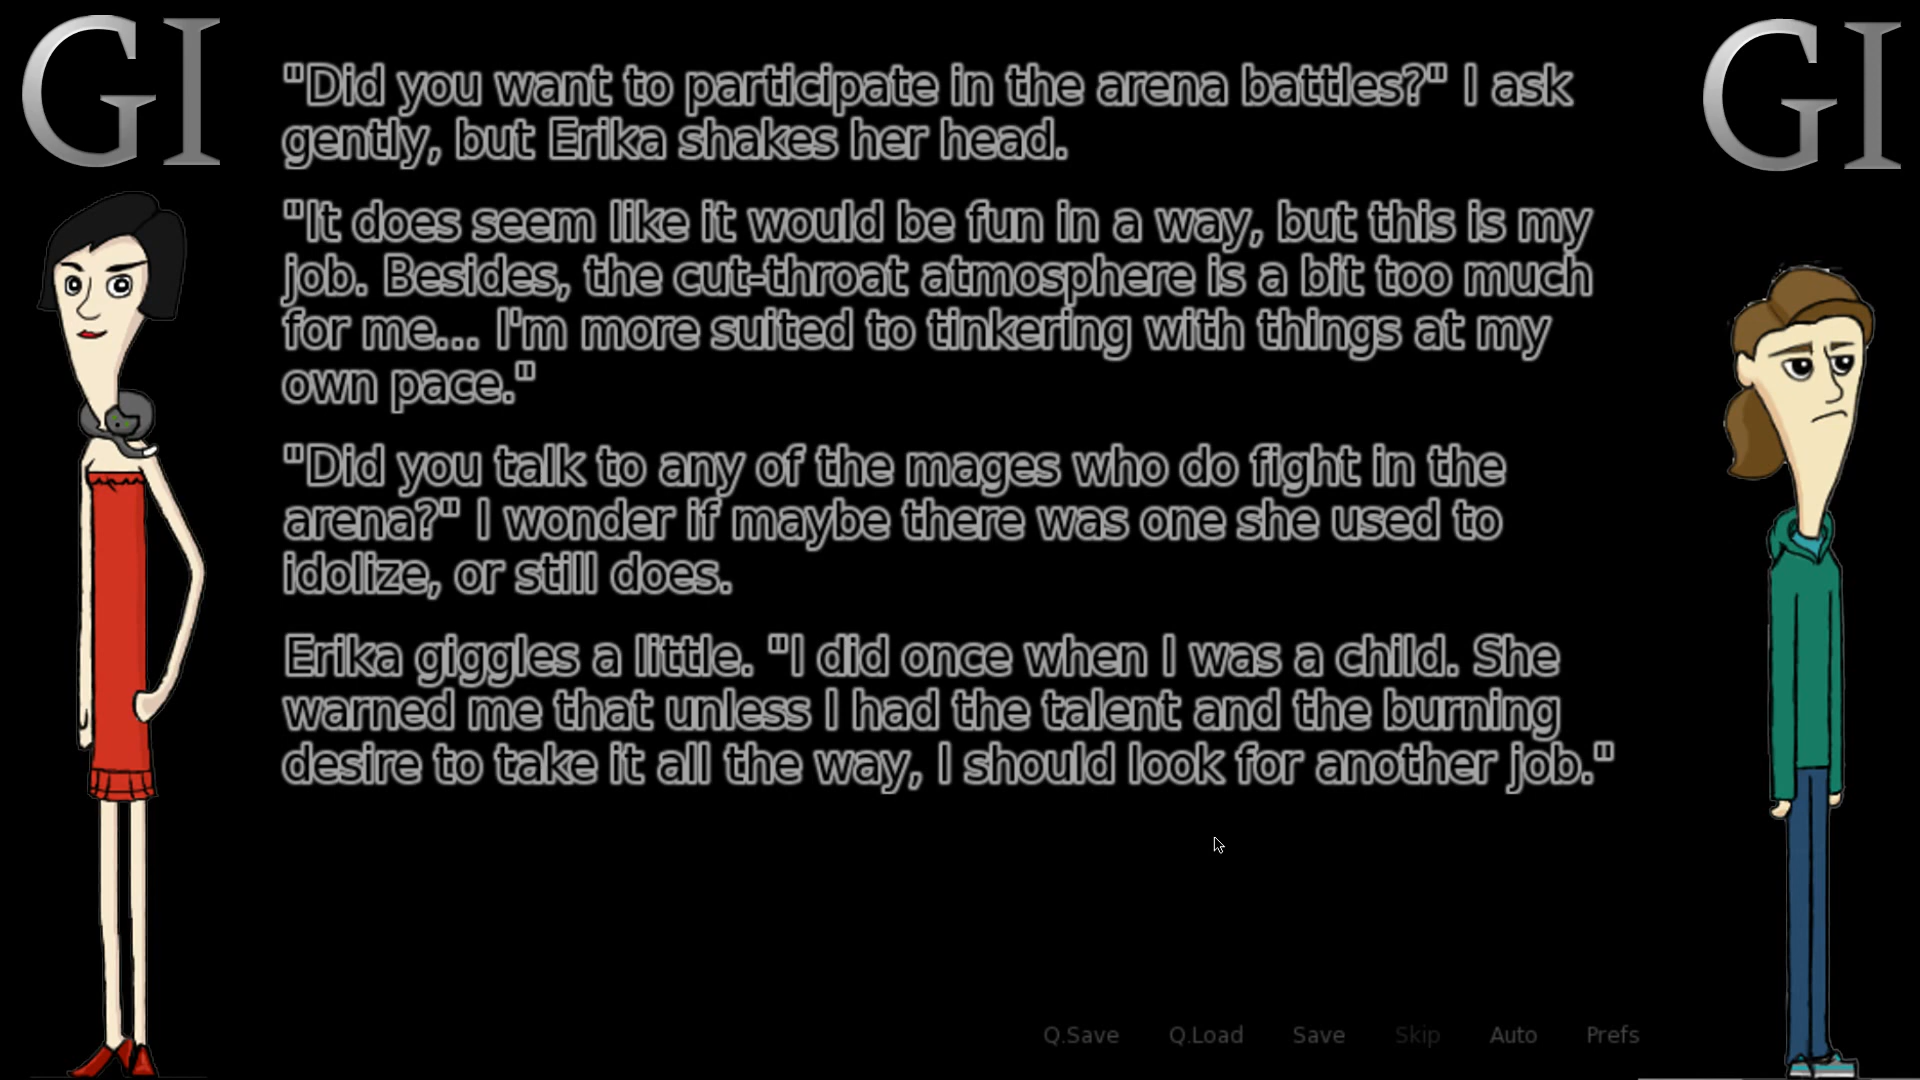 GI
GI
"Did you want to participate in the arena battles?" I ask
gently, but Erika shakes her head.
"It does seem like it would be fun in a way, but this is my
job. Besides, the cut-throat atmosphere is a bit too much
for me... I'm more suited to tinkering with things at my
own pace."
"Did you talk to any of the mages who do fight in the
arena?" I wonder if maybe there was one she used to
idolize, or still does.
Erika giggles a little. "I did once when I was a child. She
warned me that unless I had the talent and the burning
desire to take it all the way, I should look for another job."
Q.Save Q.Load Save Skip Auto Prefs